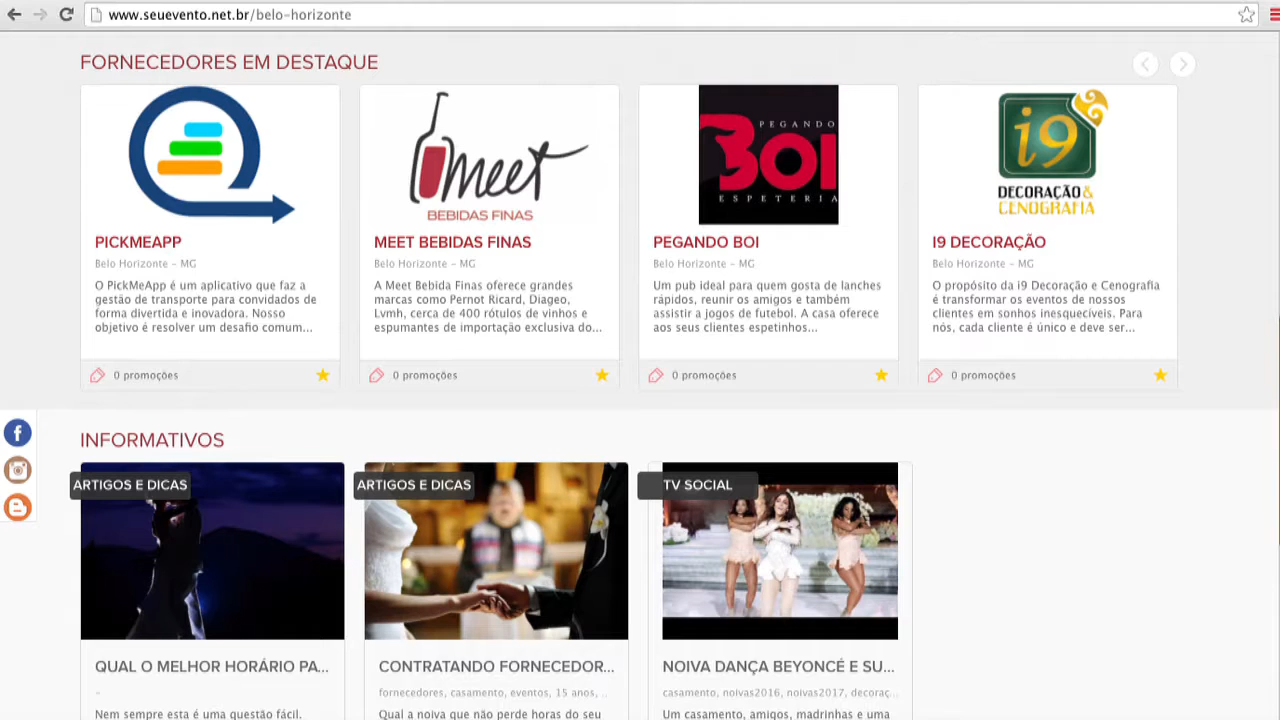 www.seuevento.net.br/belo-horizonte
FORNECEDORES EM DESTAQUE
meet
BEBIDAS FINAS
PEGANDO
BOI
ESPETERIA
i9
DECORAÇÃO&
CENOGRAFIA
PICKMEAPP
Belo Horizonte – MG
O PickMeApp é um aplicativo que faz a
gestão de transporte para convidados de
forma divertida e inovadora. Nosso
objetivo é resolver um desafio comum...
0 promoções
MEET BEBIDAS FINAS
Belo Horizonte – MG
A Meet Bebida Finas oferece grandes
marcas como Pernot Ricard, Diageo,
Lvmh, cerca de 400 rótulos de vinhos e
espumantes de importação exclusiva do...
0 promoções
PEGANDO BOI
Belo Horizonte – MG
Um pub ideal para quem gosta de lanches
rápidos, reunir os amigos e também
assistir a jogos de futebol. A casa oferece
aos seus clientes espetinhos...
0 promoções
I9 DECORAÇÃO
Belo Horizonte – MG
O propósito da i9 Decoração e Cenografia
é transformar os eventos de nossos
clientes em sonhos inesquecíveis. Para
nós, cada cliente é único e deve ser...
0 promoções
INFORMATIVOS
ARTIGOS E DICAS
QUAL O MELHOR HORÁRIO PA...
–
Nem sempre esta é uma questão fácil.
ARTIGOS E DICAS
CONTRATANDO FORNECEDOR...
fornecedores, casamento, eventos, 15 anos, ..
Qual a noiva que não perde horas do seu
TV SOCIAL
NOIVA DANÇA BEYONCÉ E SU...
casamento, noivas2016, noivas2017, decoraç...
Um casamento, amigos, madrinhas e uma